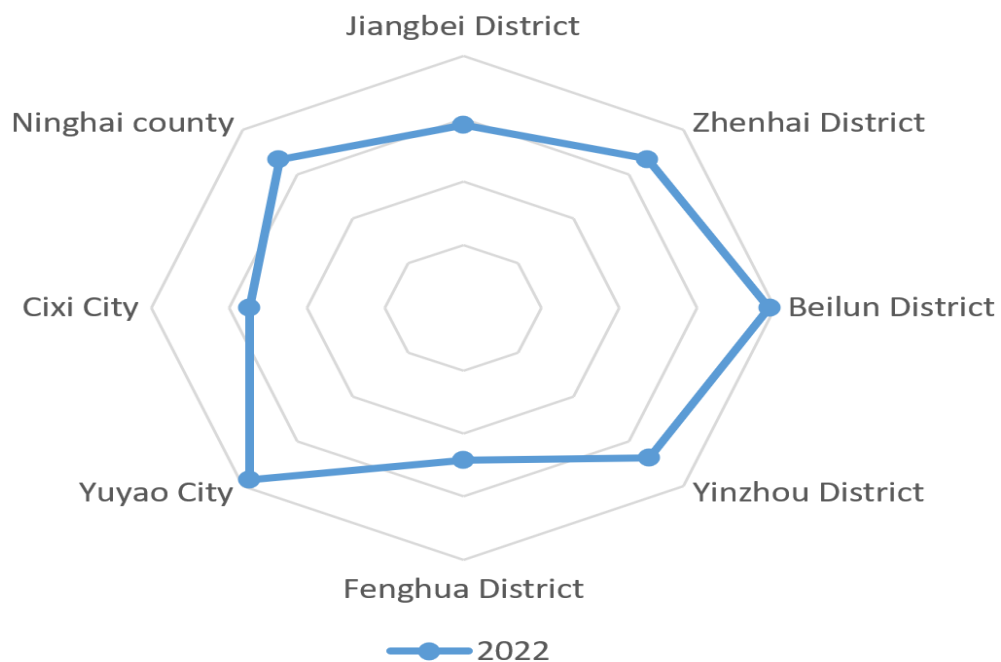 Jiangbei District
Ninghai county
Zhenhai District
Cixi City
Beilun District
Yuyao City
Yinzhou District
Fenghua District
2022